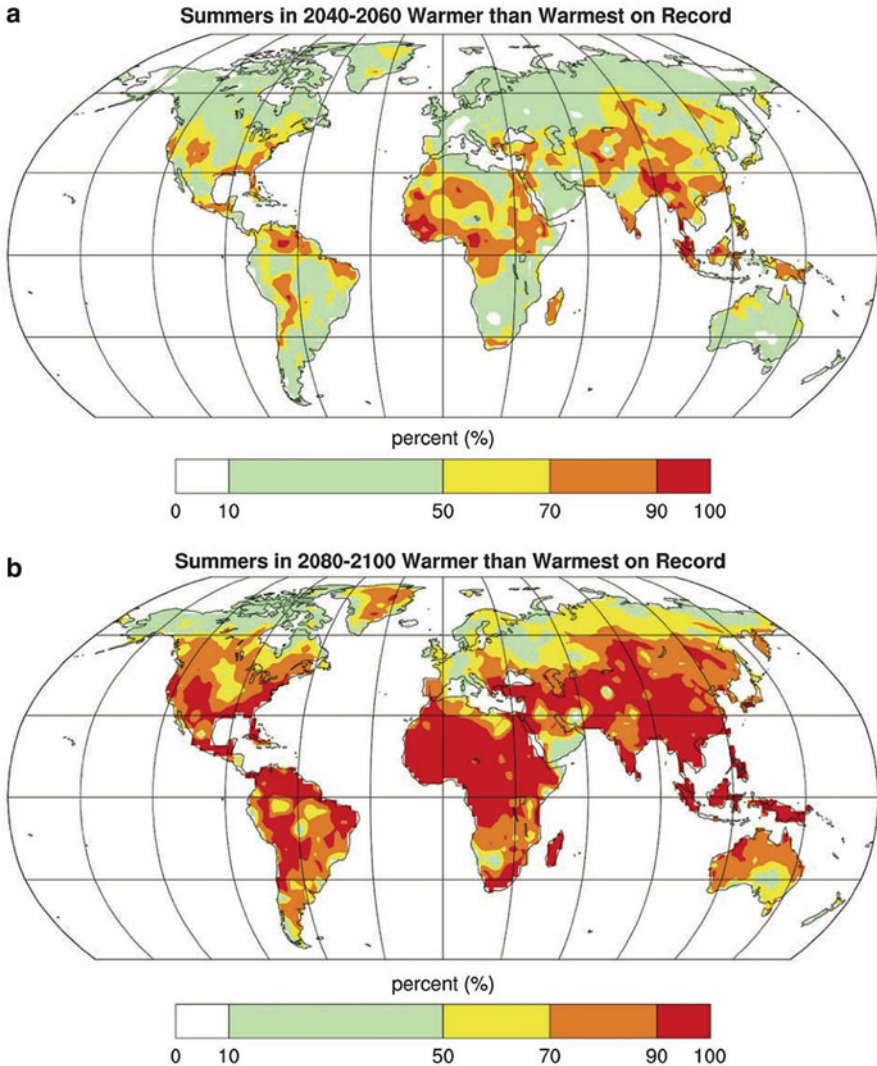 a
Summers in 2040-2060 Warmer than Warmest on Record
percent (%)
0 10 50 70 90 100
b
Summers in 2080-2100 Warmer than Warmest on Record
percent (%)
0 10 50 70 90 100